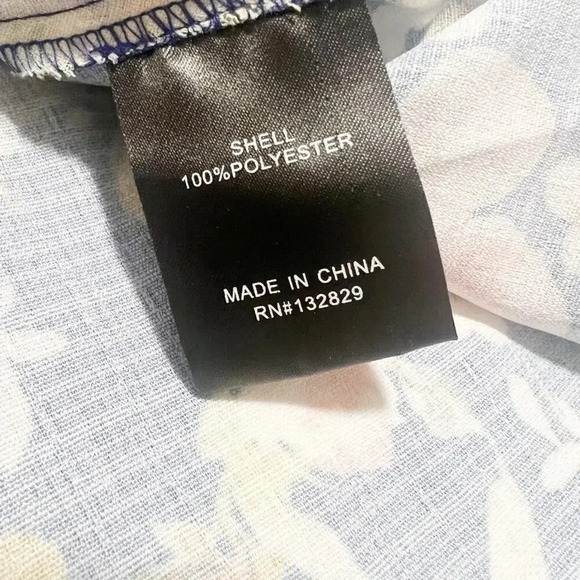 SHELL
100%POLYESTER
MADE IN CHINA
RN#132829